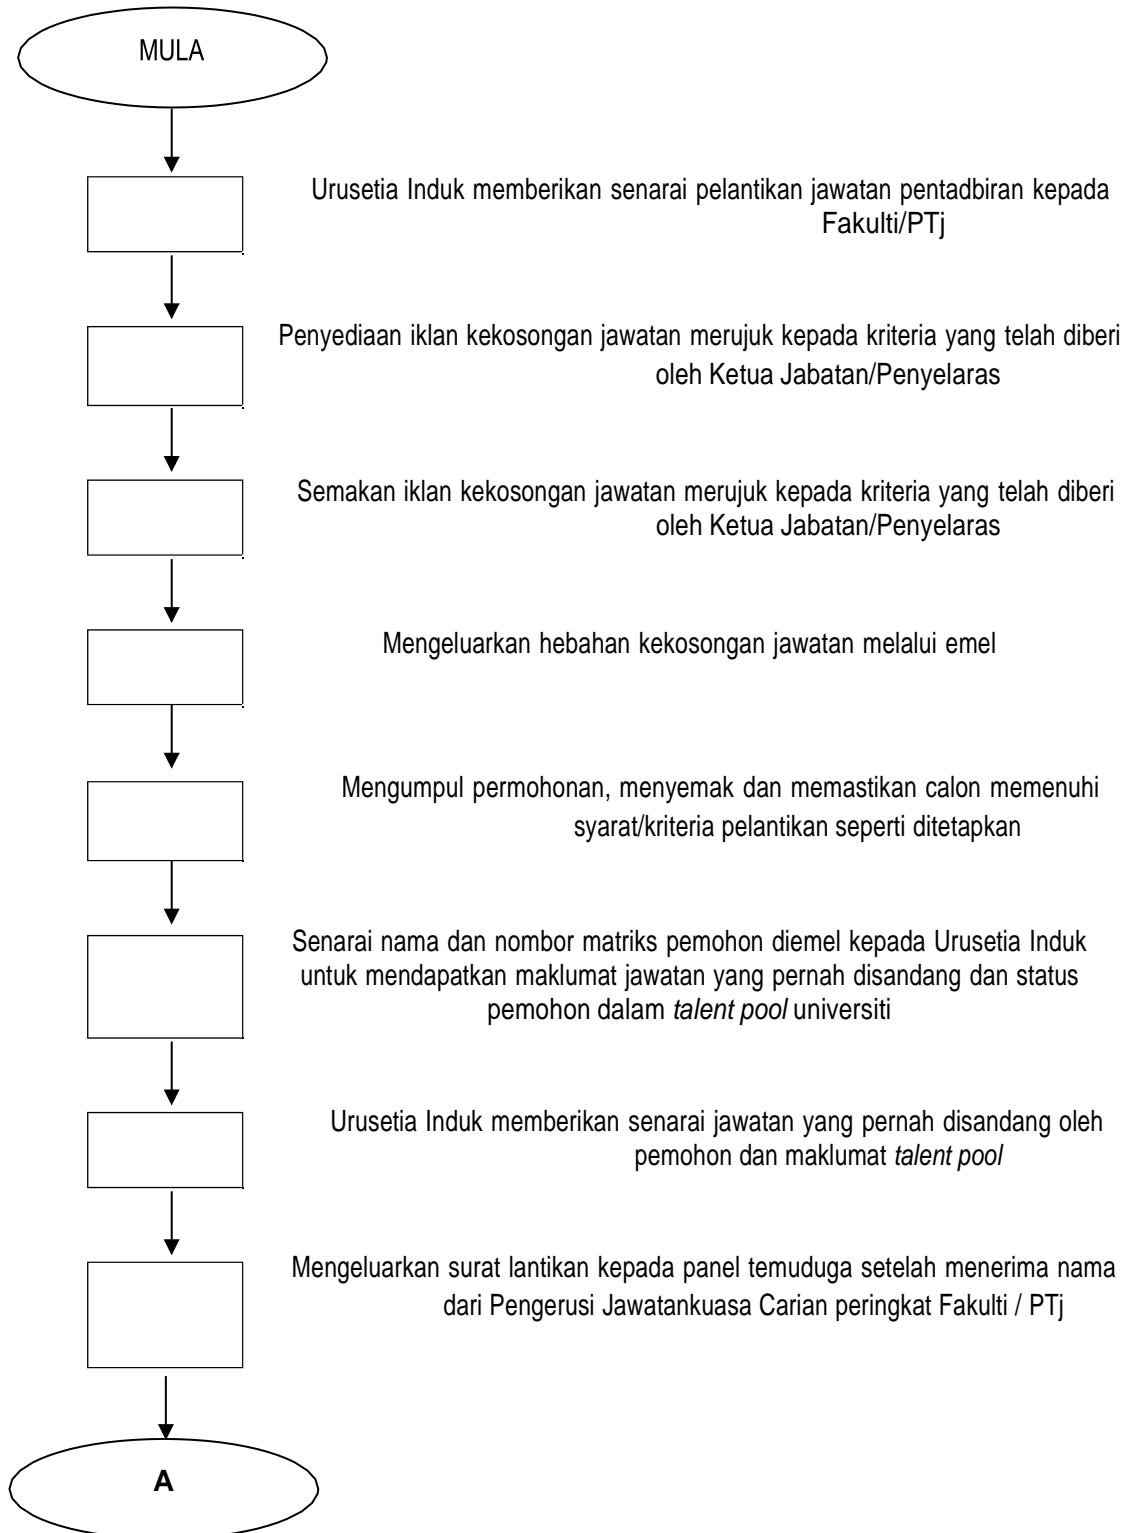 MULA
Urusetia Induk memberikan senarai pelantikan jawatan pentadbiran kepada
Fakulti/PTj
Penyediaan iklan kekosongan jawatan merujuk kepada kriteria yang telah diberi
oleh Ketua Jabatan/Penyelaras
Semakan iklan kekosongan jawatan merujuk kepada kriteria yang telah diberi
oleh Ketua Jabatan/Penyelaras
Mengeluarkan hebahan kekosongan jawatan melalui emel
Mengumpul permohonan, menyemak dan memastikan calon memenuhi
syarat/kriteria pelantikan seperti ditetapkan
Senarai nama dan nombor matriks pemohon diemel kepada Urusetia Induk
untuk mendapatkan maklumat jawatan yang pernah disandang dan status
pemohon dalam talent pool universiti
Urusetia Induk memberikan senarai jawatan yang pernah disandang oleh
pemohon dan maklumat talent pool
Mengeluarkan surat lantikan kepada panel temuduga setelah menerima nama
dari Pengerusi Jawatankuasa Carian peringkat Fakulti / PTj
A